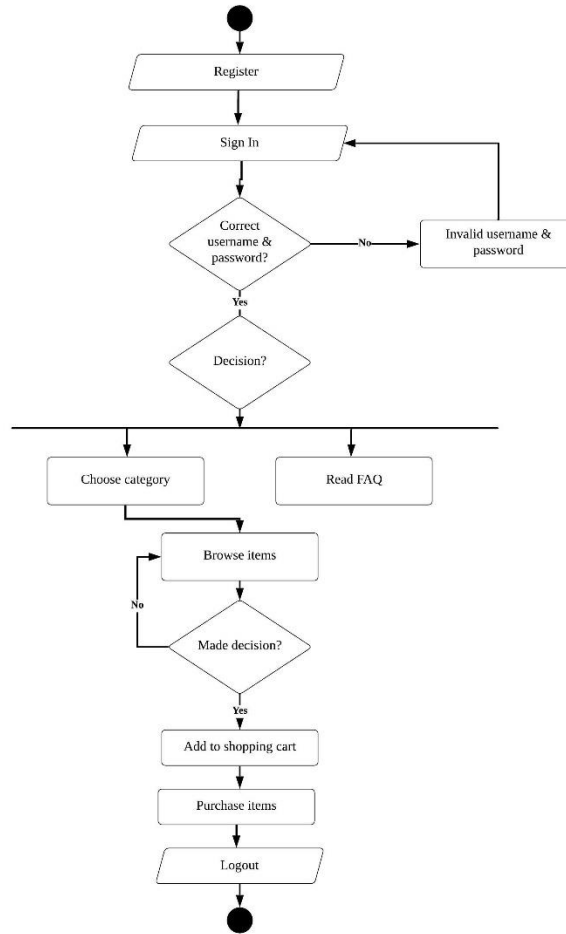 Register
Sign In
Correct
username &
password?
No
Invalid username &
password
Yes
Decision?
Choose category
Read FAQ
Browse items
No
Made decision?
Yes
Add to shopping cart
Purchase items
Logout